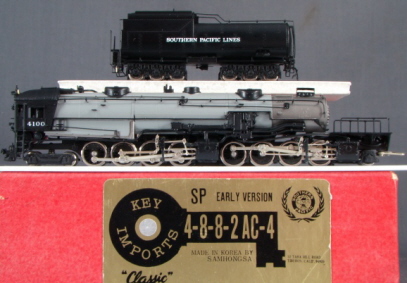 SOUTHERN PACIFIC LINES
4100
KEY
IMPORTS
"Classic"
SP EARLY VERSION
4-8-8-2 AC-4
MADE IN KOREA BY
SAMHONGSA